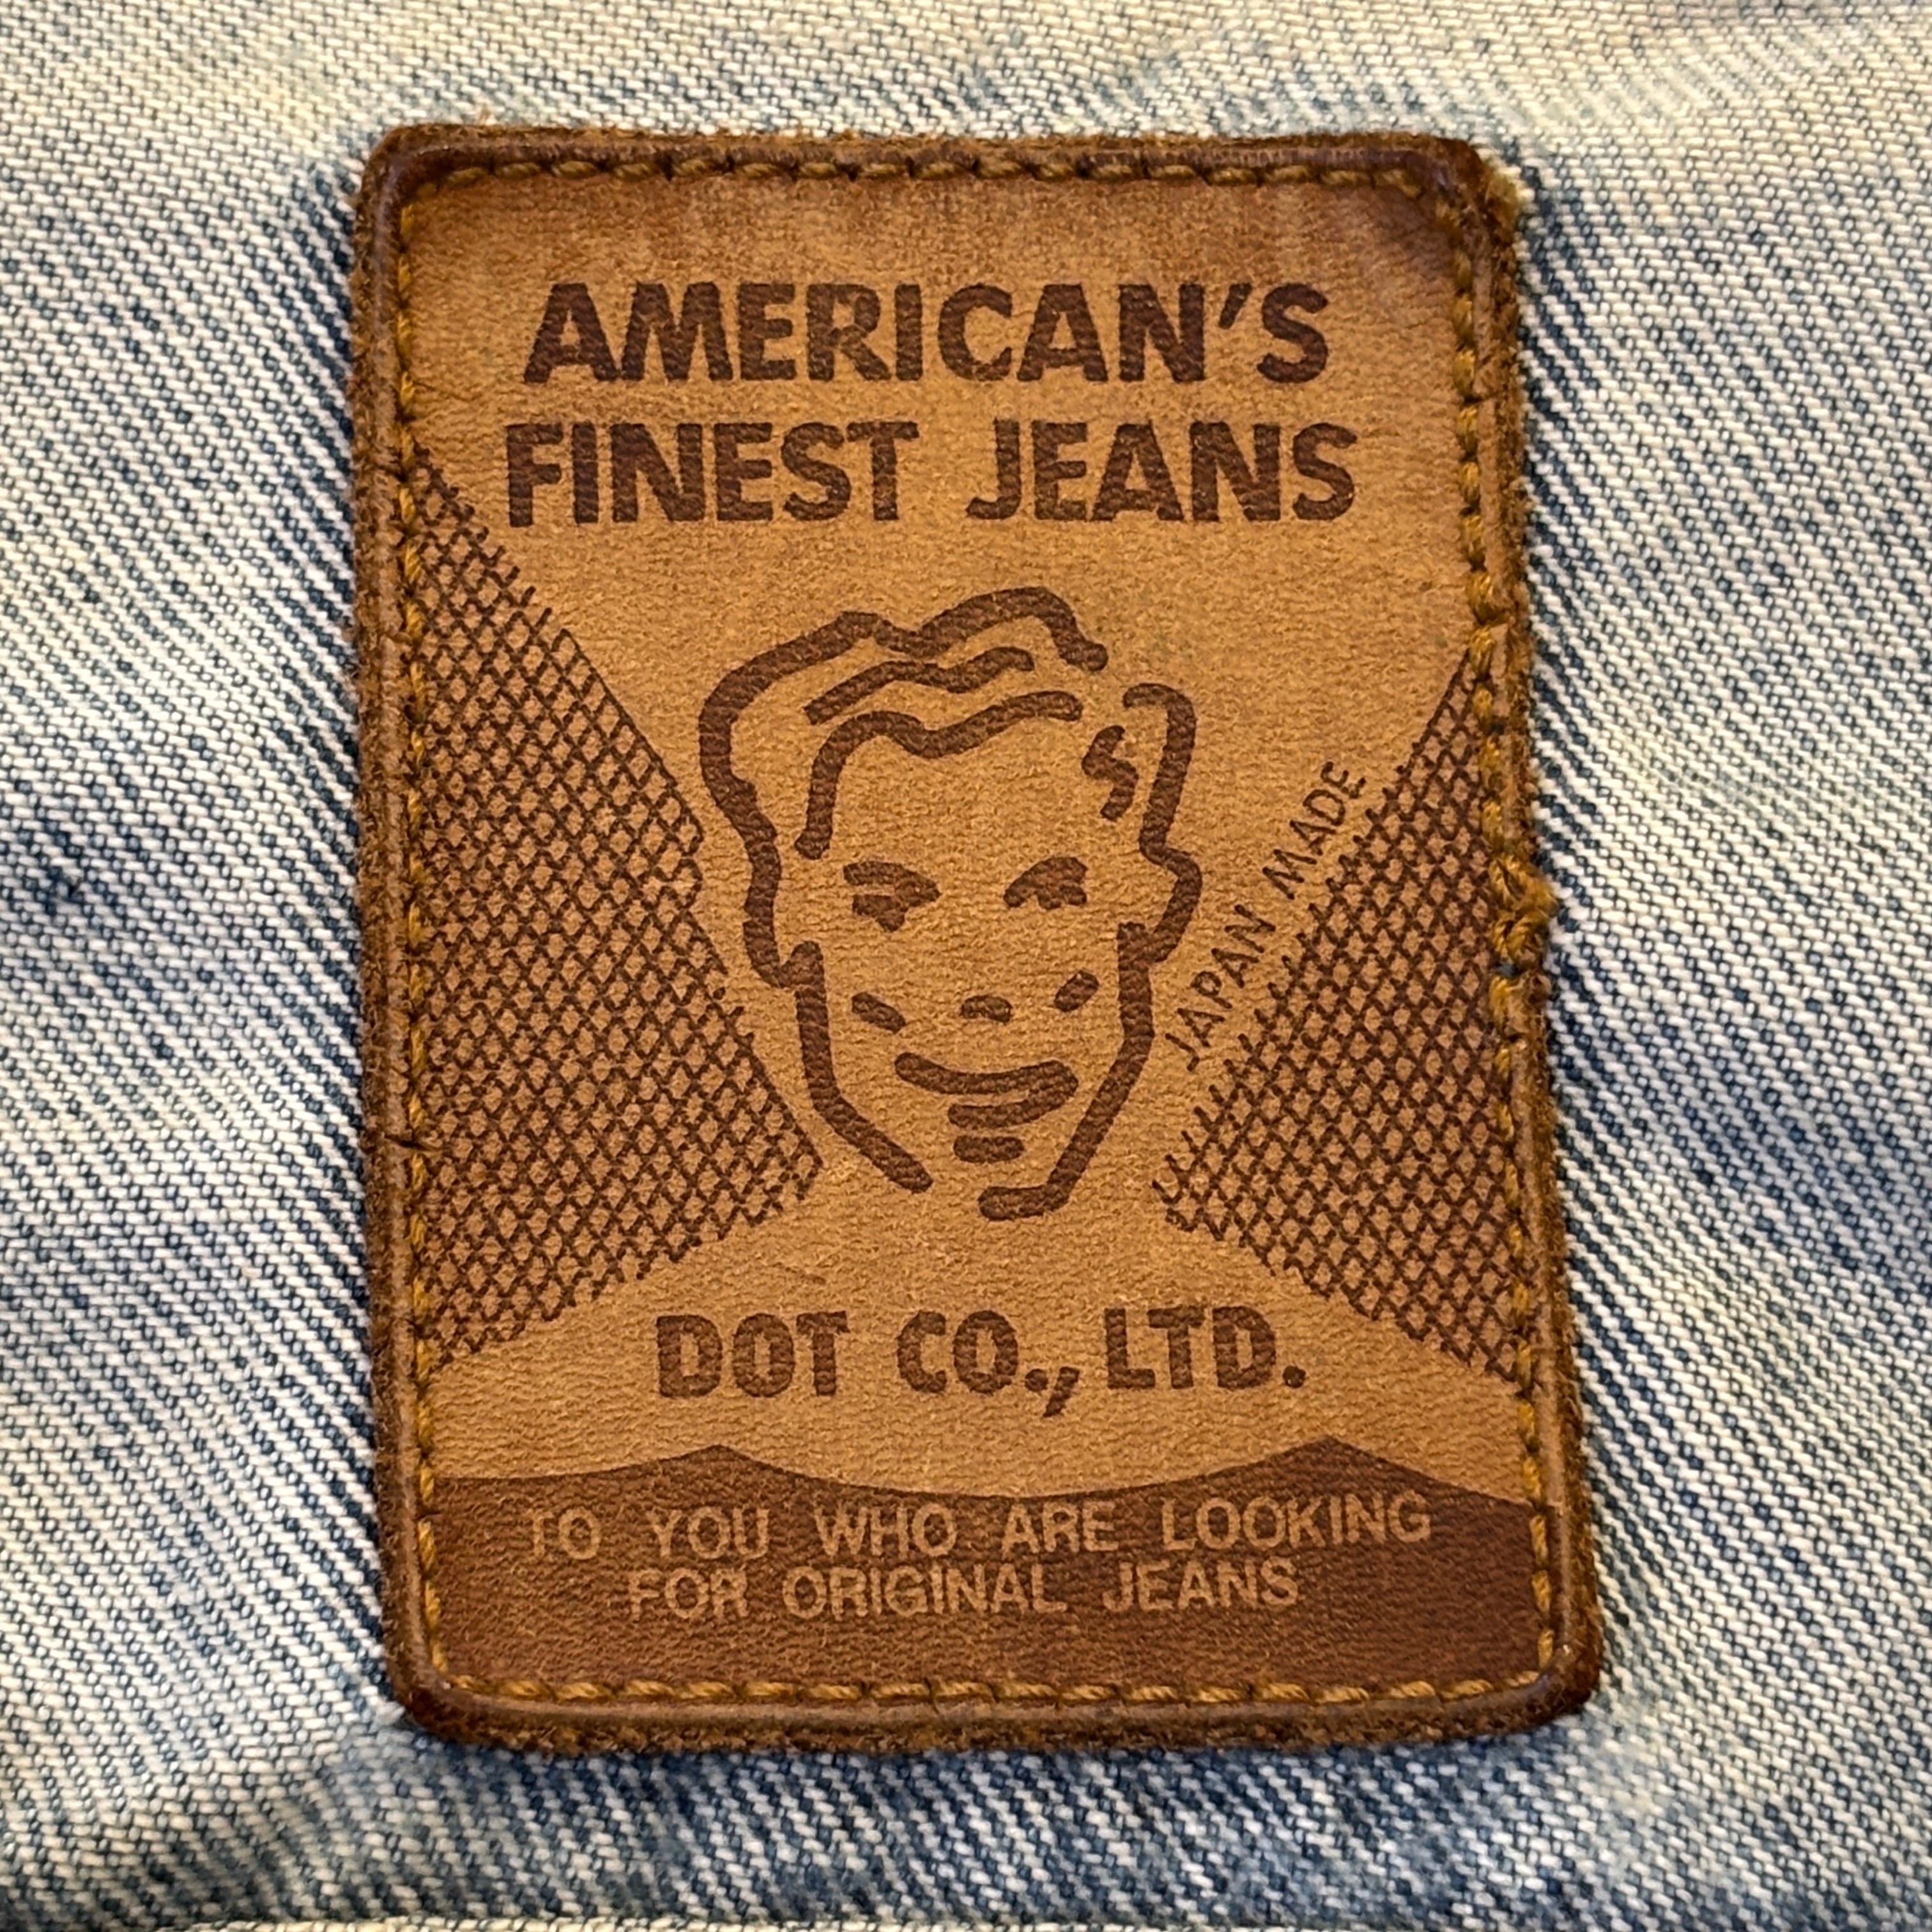 AMERICAN'S
FINEST JEANS
JAPAN MADE
DOT CO., LTD.
TO YOU WHO ARE LOOKING
FOR ORIGINAL JEANS